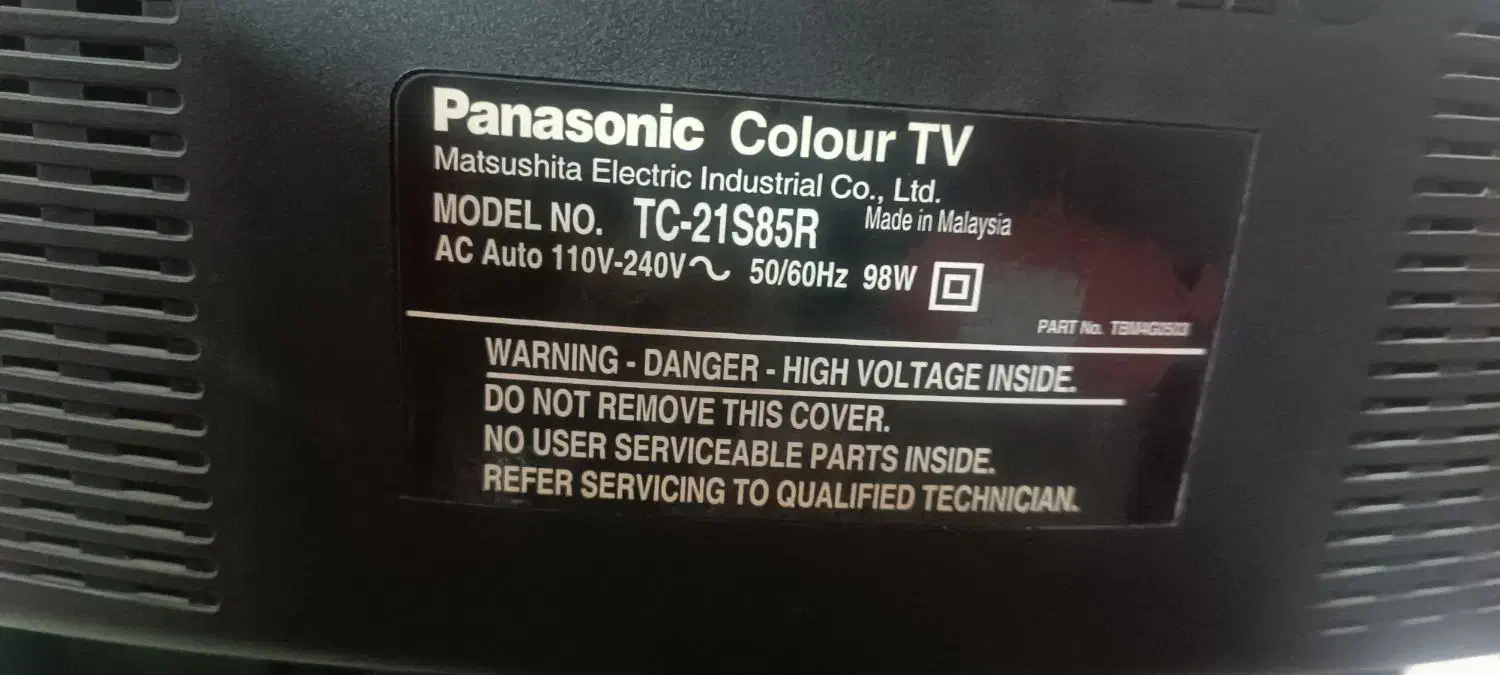 Panasonic Colour TV
Matsushita Electric Industrial Co., Ltd.
MODEL NO. TC-21S85R Made in Malaysia
AC Auto 110V-240V~ 50/60Hz 98W
PART No. TBM4G0503
WARNING - DANGER - HIGH VOLTAGE INSIDE.
DO NOT REMOVE THIS COVER.
NO USER SERVICEABLE PARTS INSIDE.
REFER SERVICING TO QUALIFIED TECHNICIAN.